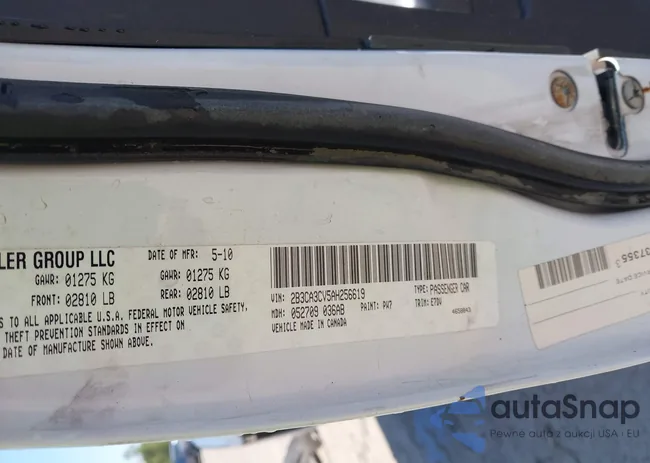 LER GROUP LLC
DATE OF MFR: 5-10
GAWR: 01275 KG
GAWR: 01275 KG
FRONT: 02810 LB
REAR: 02810 LB
S TO ALL APPLICABLE U.S.A. FEDERAL MOTOR VEHICLE SAFETY,
THEFT PREVENTION STANDARDS IN EFFECT
DATE OF MANUFACTURE SHOWN ABOVE.
VIN: 2B3CA3CV5AH256619
TYPE: PASSENGER CAR
MDH: 052709 036AB
PAINT: PW7
TRIM: E7DV
VEHICLE MADE IN CANADA
autaSnap
Pewne auta z aukcji USA i EU